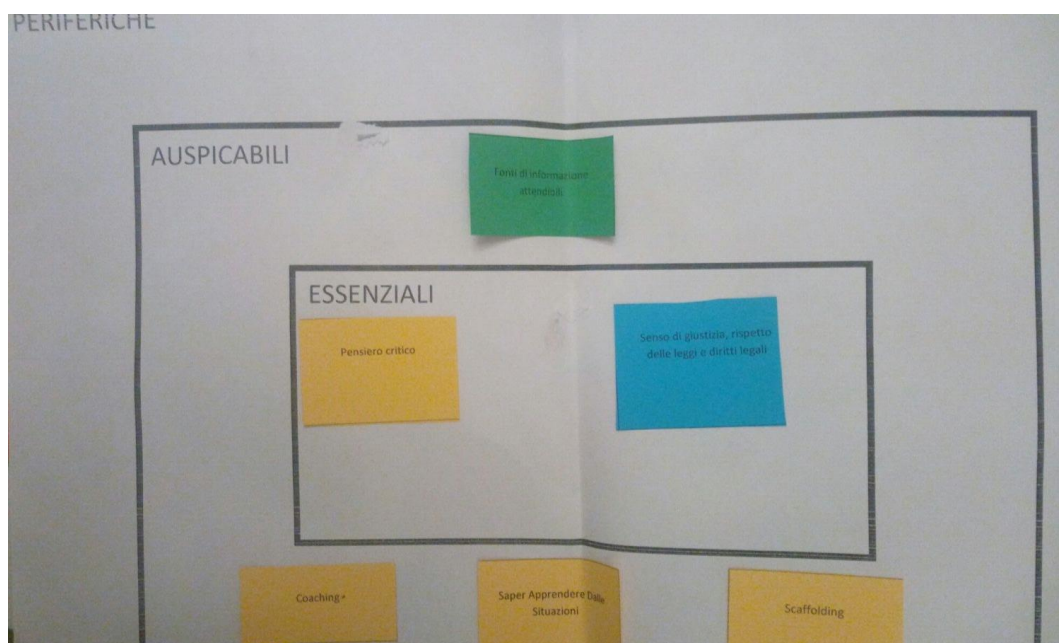 PERIFERICHE
AUSPICABILI
Fonti di informazione
attendibili
ESSENZIALI
Pensiero critico
Senso di giustizia, rispetto
delle leggi e diritti legali
Coaching
Saper Apprendere Dalle
Situazioni
Scaffolding